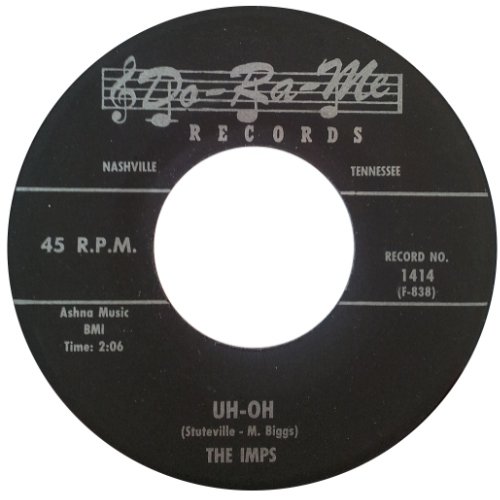 Do-Ra-Me
RECORDS
NASHVILLE
TENNESSEE
45 R.P.M.
RECORD NO.
1414
(F-838)
Ashna Music
BMI
Time: 2:06
UH-OH
(Stuteville - M. Biggs)
THE IMPS